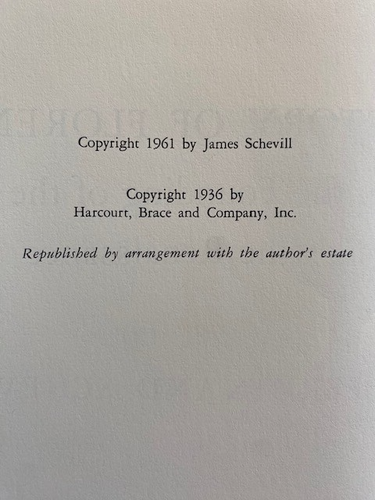 Copyright 1961 by James Schevill
Copyright 1936 by
Harcourt, Brace and Company, Inc.
Republished by arrangement with the author's estate